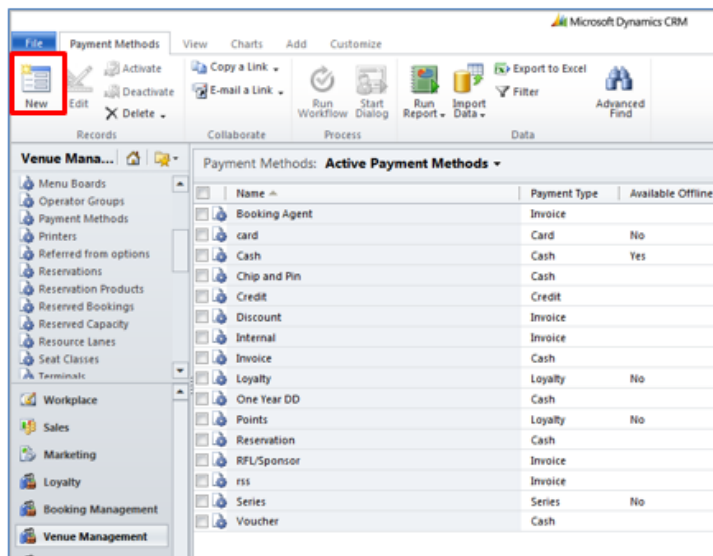 Microsoft Dynamics CRM
File Payment Methods View Charts Add Customize
New
Edit
Activate
Deactivate
Delete
Records
Copy a Link
E-mail a Link
Collaborate
Run Workflow
Start Dialog
Process
Run Report
Import Data
Export to Excel
Filter
Advanced Find
Data
Venue Mana...
Menu Boards
Operator Groups
Payment Methods
Printers
Referred from options
Reservations
Reservation Products
Reserved Bookings
Reserved Capacity
Resource Lanes
Seat Classes
Terminals
Workplace
Sales
Marketing
Loyalty
Booking Management
Venue Management
Payment Methods: Active Payment Methods
Name Payment Type Available Offline
Booking Agent Invoice
card Card No
Cash Cash Yes
Chip and Pin Cash
Credit Credit
Discount Invoice
Internal Invoice
Invoice Cash
Loyalty Loyalty No
One Year DD Cash
Points Loyalty No
Reservation Cash
RFL/Sponsor Invoice
rss Invoice
Series Series No
Voucher Cash